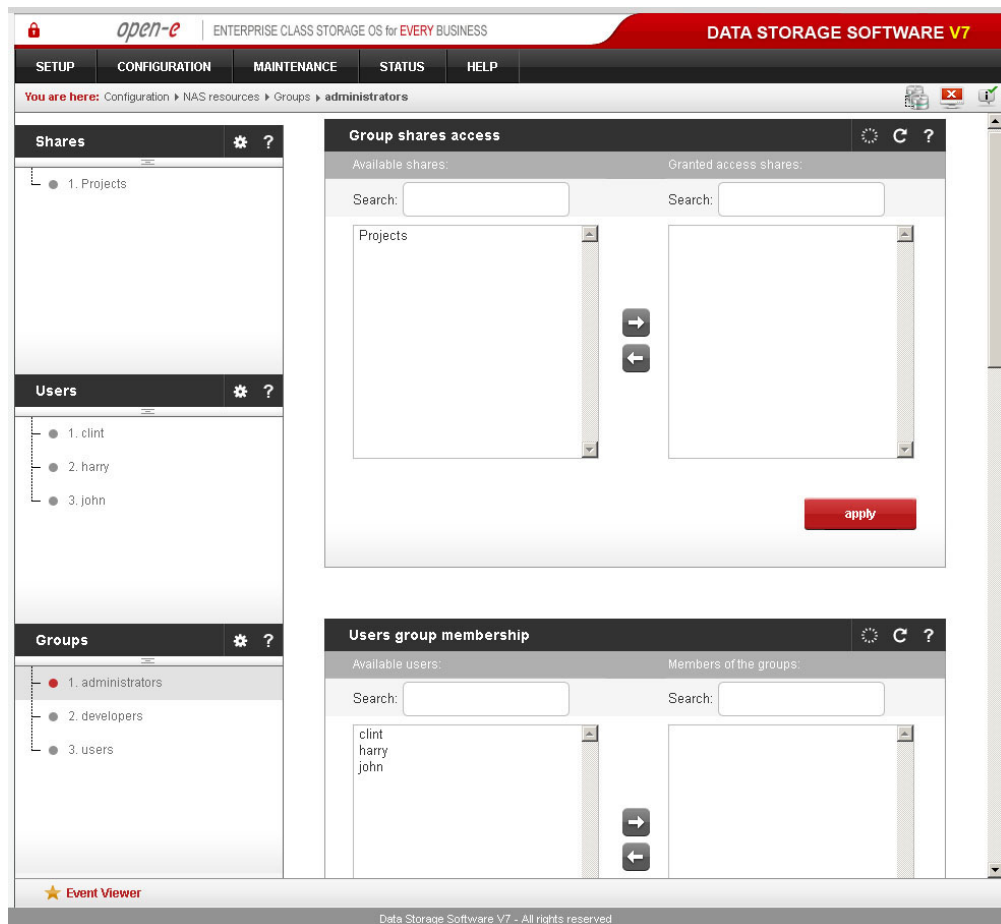 open-e ENTERPRISE CLASS STORAGE OS for EVERY BUSINESS
DATA STORAGE SOFTWARE V7
SETUP CONFIGURATION MAINTENANCE STATUS HELP
You are here: Configuration ▸ NAS resources ▸ Groups ▸ administrators
Shares ?
1. Projects
Users ?
1. clint
2. harry
3. john
Groups ?
1. administrators
2. developers
3. users
Group shares access ?
Available shares: Granted access shares:
Search: Search:
Projects
apply
Users group membership ?
Available users: Members of the groups:
Search: Search:
clint
harry
john
Event Viewer
Data Storage Software V7 - All rights reserved